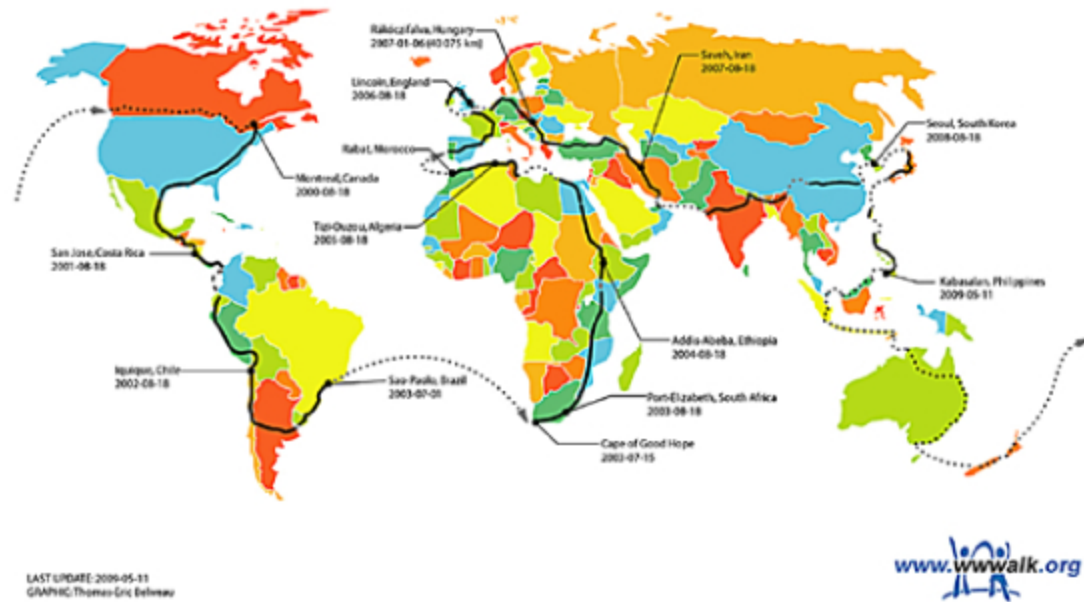 Rákóczifalva, Hungary
2007-01-06 (40 075 km)
Saveh, Iran
2007-08-18
Lincoln, England
2006-08-18
Seoul, South Korea
2008-08-18
Rabat, Morocco
Montreal, Canada
2000-08-18
Tizi-Ouzou, Algeria
2005-08-18
San Jose, Costa Rica
2001-08-18
Kabasalan, Philippines
2009-05-11
Addis-Abeba, Ethiopia
2004-08-18
Iquique, Chile
2002-08-18
Sao-Paulo, Brazil
2003-07-01
Port-Elizabeth, South Africa
2003-08-18
Cape of Good Hope
2003-07-15
LAST UPDATE: 2009-05-11
GRAPHIC: Thomas Eric Beliveau
www.wwwalk.org